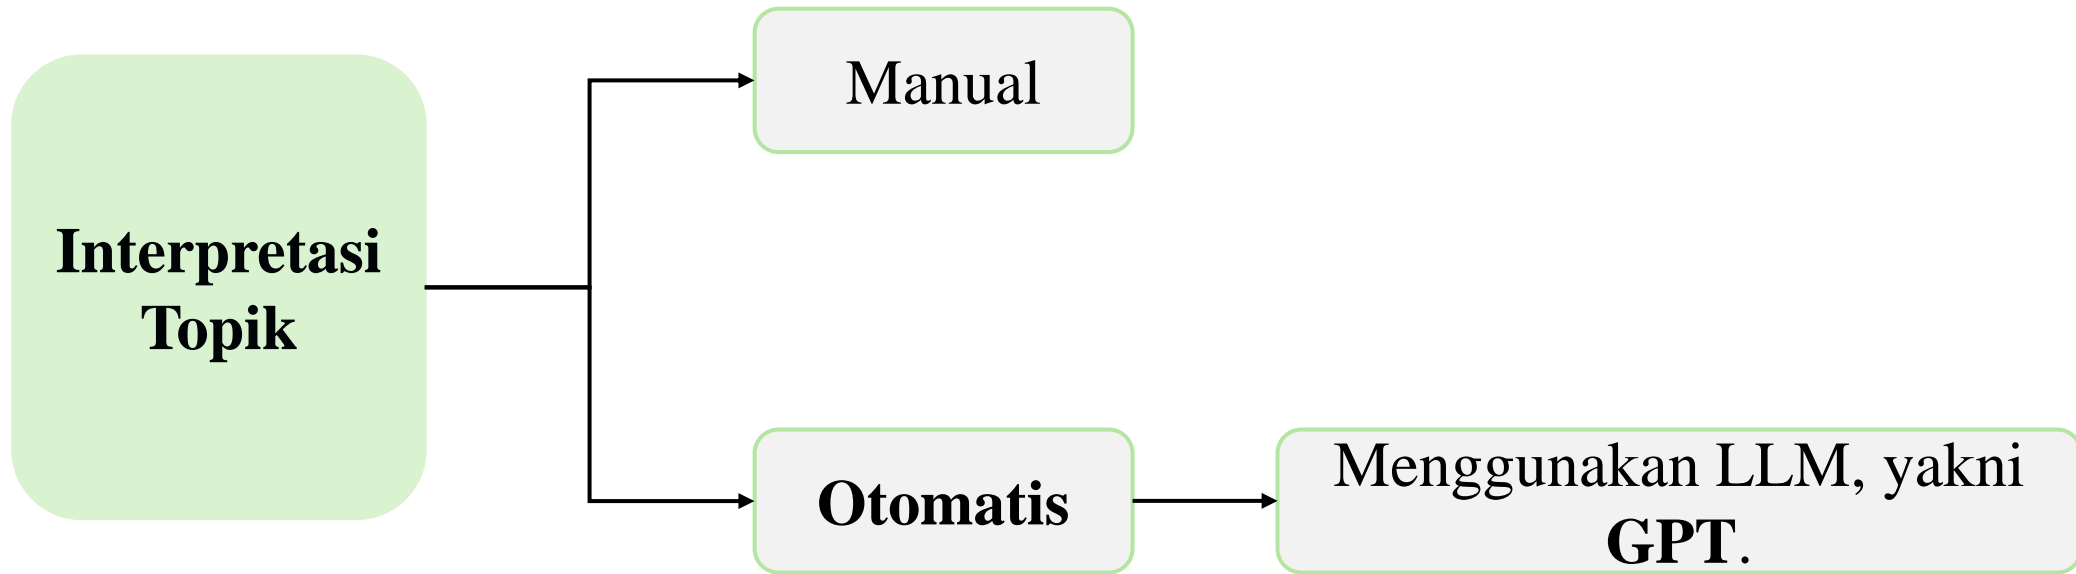 Interpretasi
Topik
Manual
Otomatis
Menggunakan LLM, yakni
GPT.